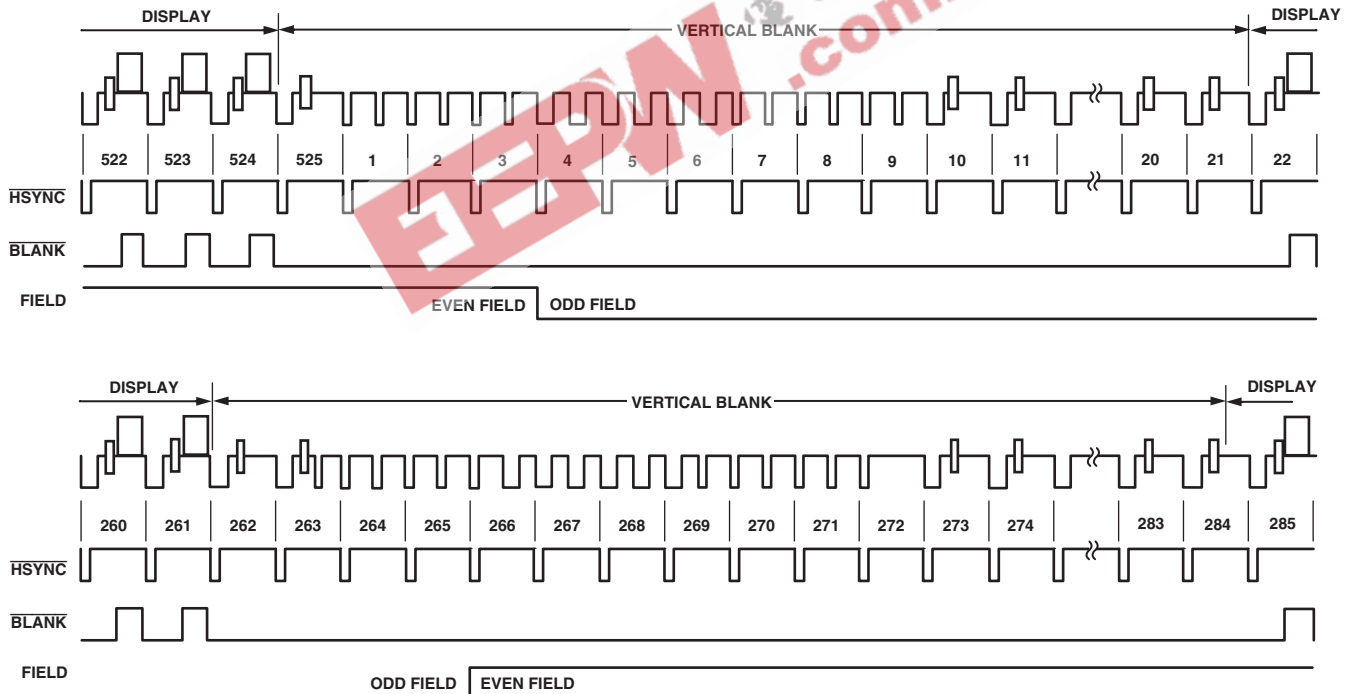 DISPLAY
VERTICAL BLANK
DISPLAY
522 523 524 525 1 2 3 4 5 6 7 8 9 10 11 20 21 22
HSYNC
BLANK
FIELD
EVEN FIELD ODD FIELD
EEPW .com
DISPLAY
VERTICAL BLANK
DISPLAY
260 261 262 263 264 265 266 267 268 269 270 271 272 273 274 283 284 285
HSYNC
BLANK
FIELD
ODD FIELD EVEN FIELD